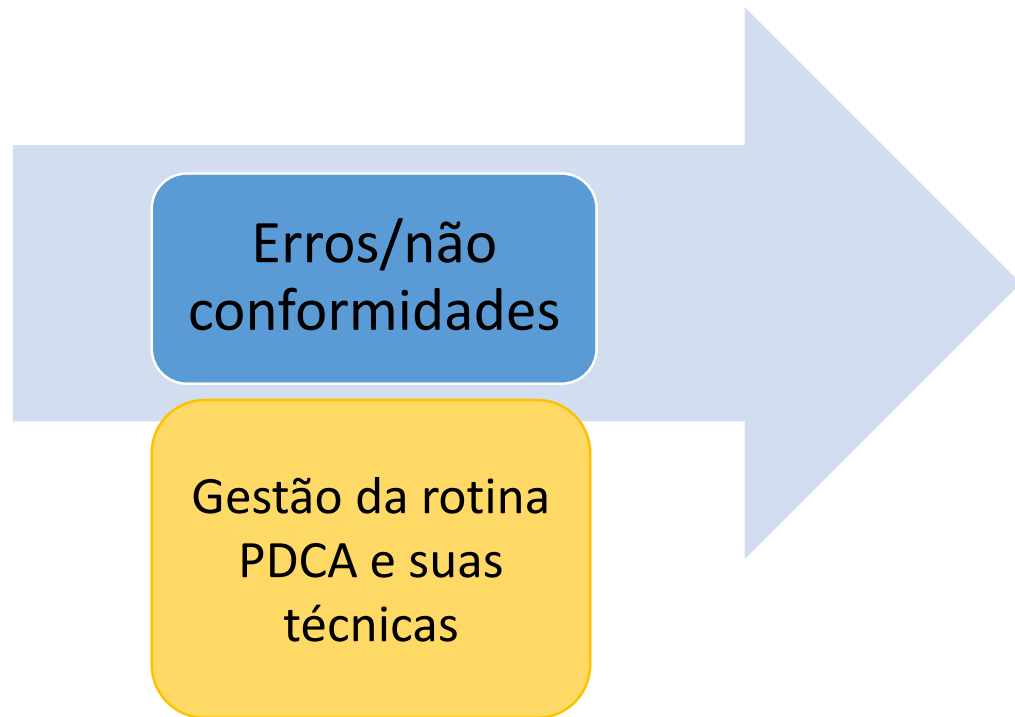 Erros/não
conformidades
Gestão da rotina
PDCA e suas
técnicas